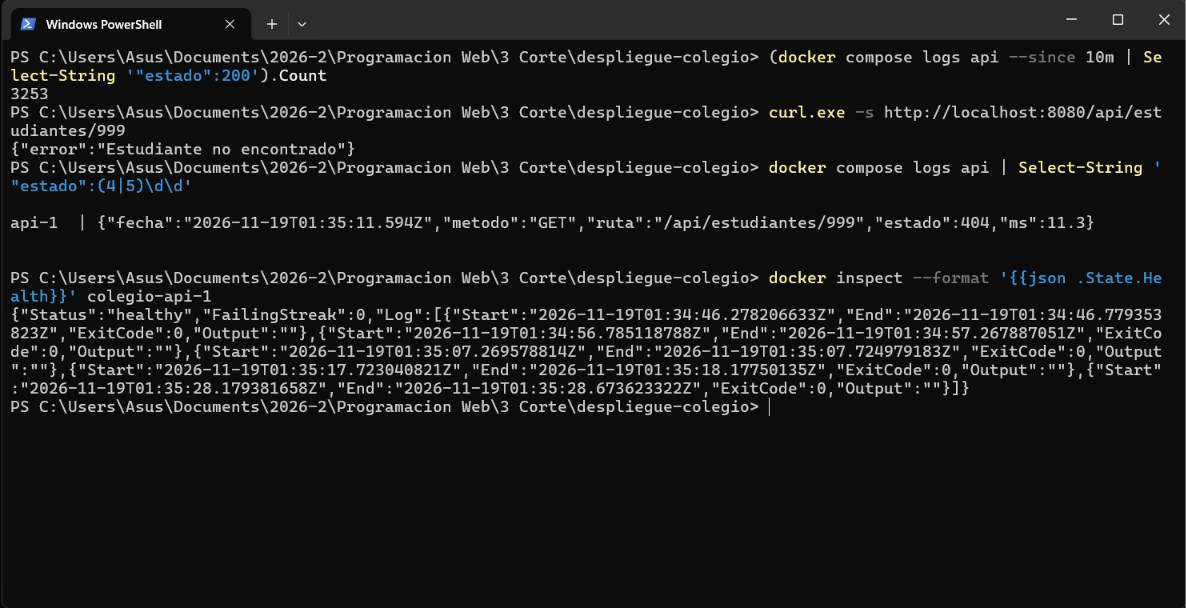 Windows PowerShell
PS C:\Users\Asus\Documents\2026-2\Programacion Web\3 Corte\despliegue-colegio> (docker compose logs api --since 10m | Se
lect-String '"estado":200').Count
3253
PS C:\Users\Asus\Documents\2026-2\Programacion Web\3 Corte\despliegue-colegio> curl.exe -s http://localhost:8080/api/est
udiantes/999
{"error":"Estudiante no encontrado"}
PS C:\Users\Asus\Documents\2026-2\Programacion Web\3 Corte\despliegue-colegio> docker compose logs api | Select-String '
"estado":(4|5)\d\d'
api-1  | {"fecha":"2026-11-19T01:35:11.594Z","metodo":"GET","ruta":"/api/estudiantes/999","estado":404,"ms":11.3}
PS C:\Users\Asus\Documents\2026-2\Programacion Web\3 Corte\despliegue-colegio> docker inspect --format '{{json .State.He
alth}}' colegio-api-1
{"Status":"healthy","FailingStreak":0,"Log":[{"Start":"2026-11-19T01:34:46.278206633Z","End":"2026-11-19T01:34:46.779353
823Z","ExitCode":0,"Output":""},{"Start":"2026-11-19T01:34:56.785118788Z","End":"2026-11-19T01:34:57.267887051Z","ExitCo
de":0,"Output":""},{"Start":"2026-11-19T01:35:07.269578814Z","End":"2026-11-19T01:35:07.724979183Z","ExitCode":0,"Output
":""},{"Start":"2026-11-19T01:35:17.723040821Z","End":"2026-11-19T01:35:18.17750135Z","ExitCode":0,"Output":""},{"Start"
:"2026-11-19T01:35:28.179381658Z","End":"2026-11-19T01:35:28.673623322Z","ExitCode":0,"Output":""}]}
PS C:\Users\Asus\Documents\2026-2\Programacion Web\3 Corte\despliegue-colegio>